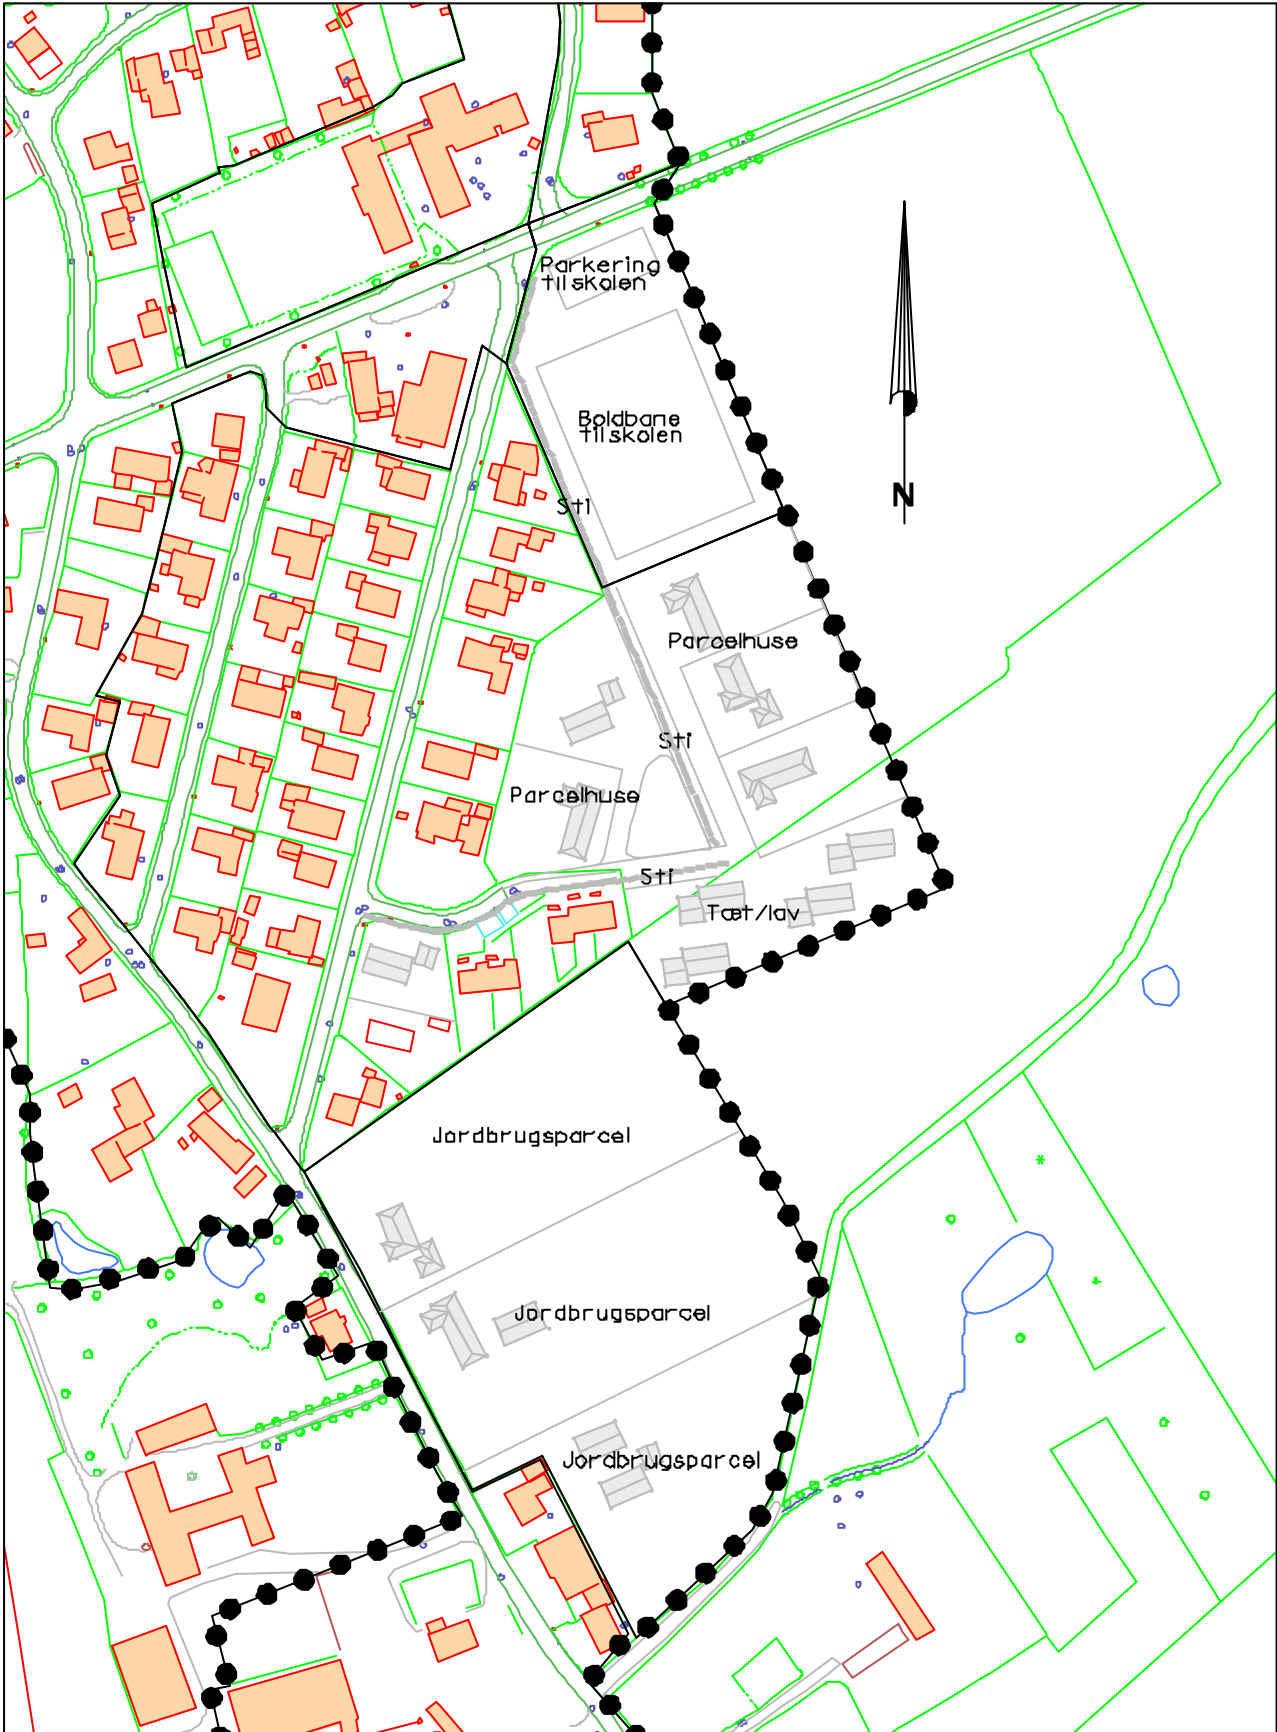 Parkering
til skolen
Boldbane
til skolen
N
Sti
Parcelhuse
Sti
Parcelhuse
Sti
Tæt/lav
Jordbrugsparcel
Jordbrugsparcel
Jordbrugsparcel